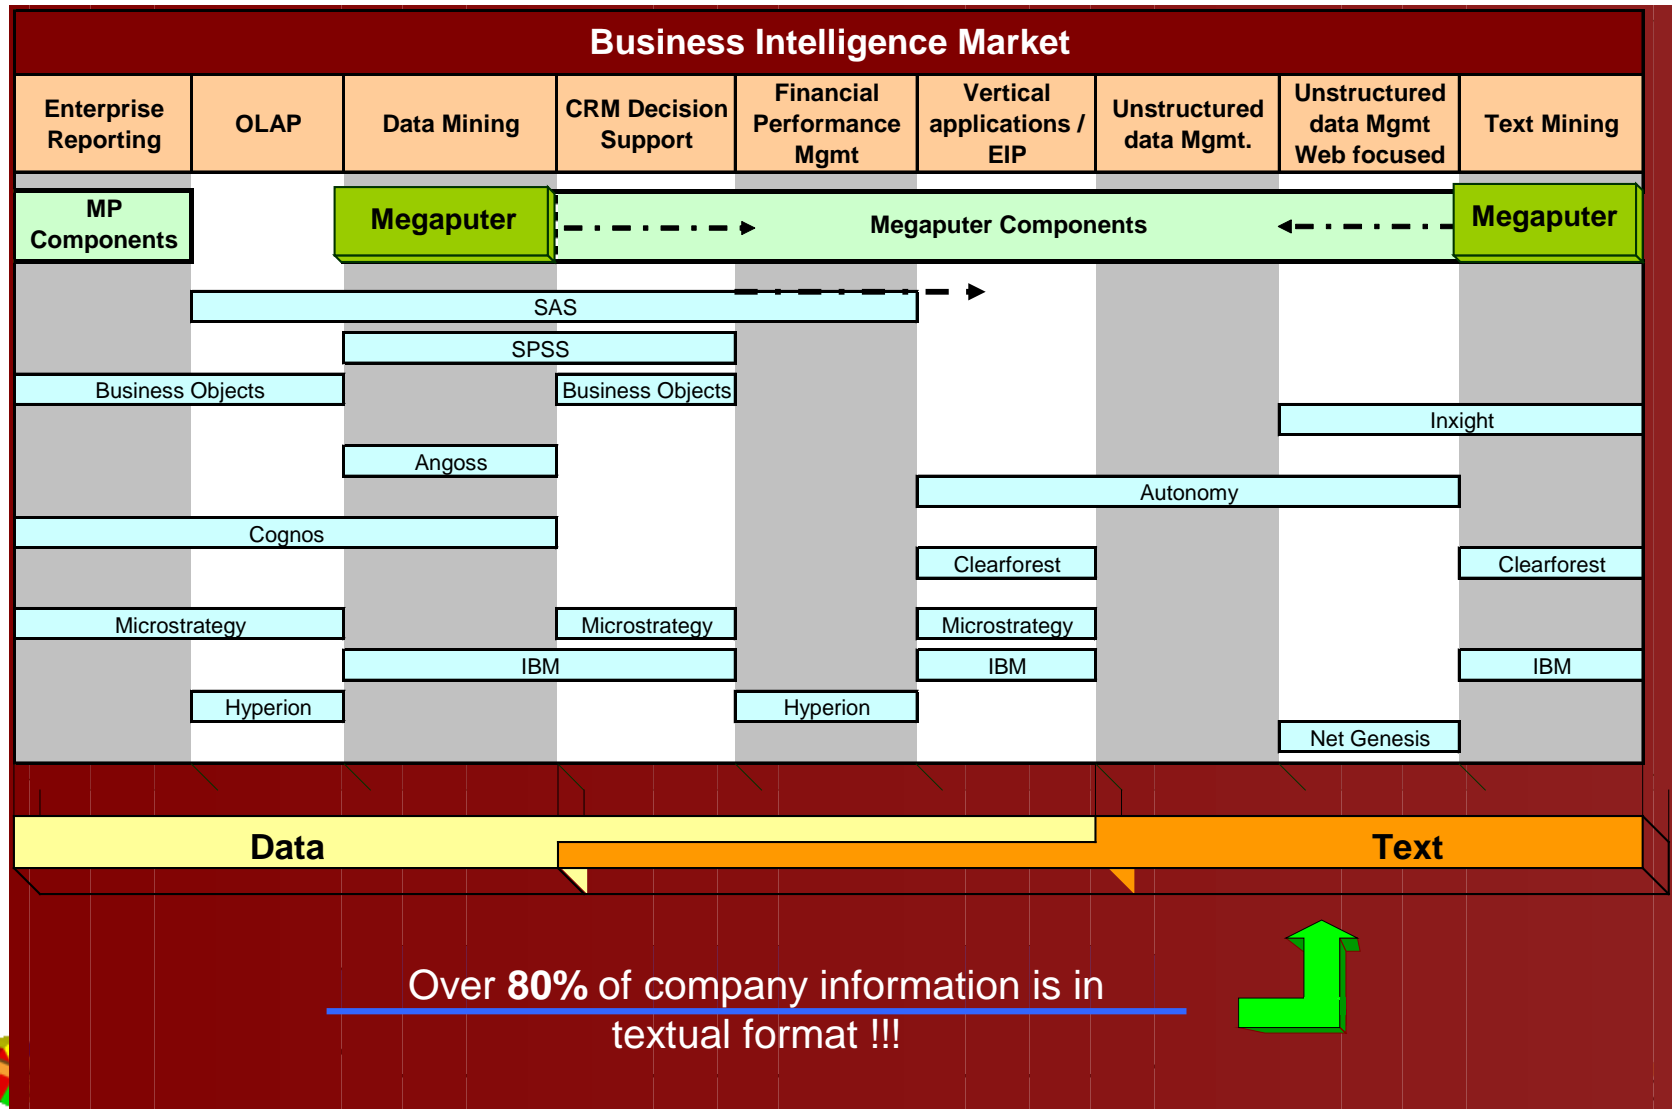 Business Intelligence Market
Enterprise
Reporting
OLAP
Data Mining
CRM Decision
Support
Financial
Performance
Mgmt
Vertical
applications /
EIP
Unstructured
data Mgmt.
Unstructured
data Mgmt
Web focused
Text Mining
MP
Components
Megaputer
Megaputer Components
Megaputer
SAS
SPSS
Business Objects
Business Objects
Inxight
Angoss
Autonomy
Cognos
Clearforest
Clearforest
Microstrategy
Microstrategy
Microstrategy
IBM
IBM
IBM
Hyperion
Hyperion
Net Genesis
Data
Text
Over 80% of company information is in
textual format !!!